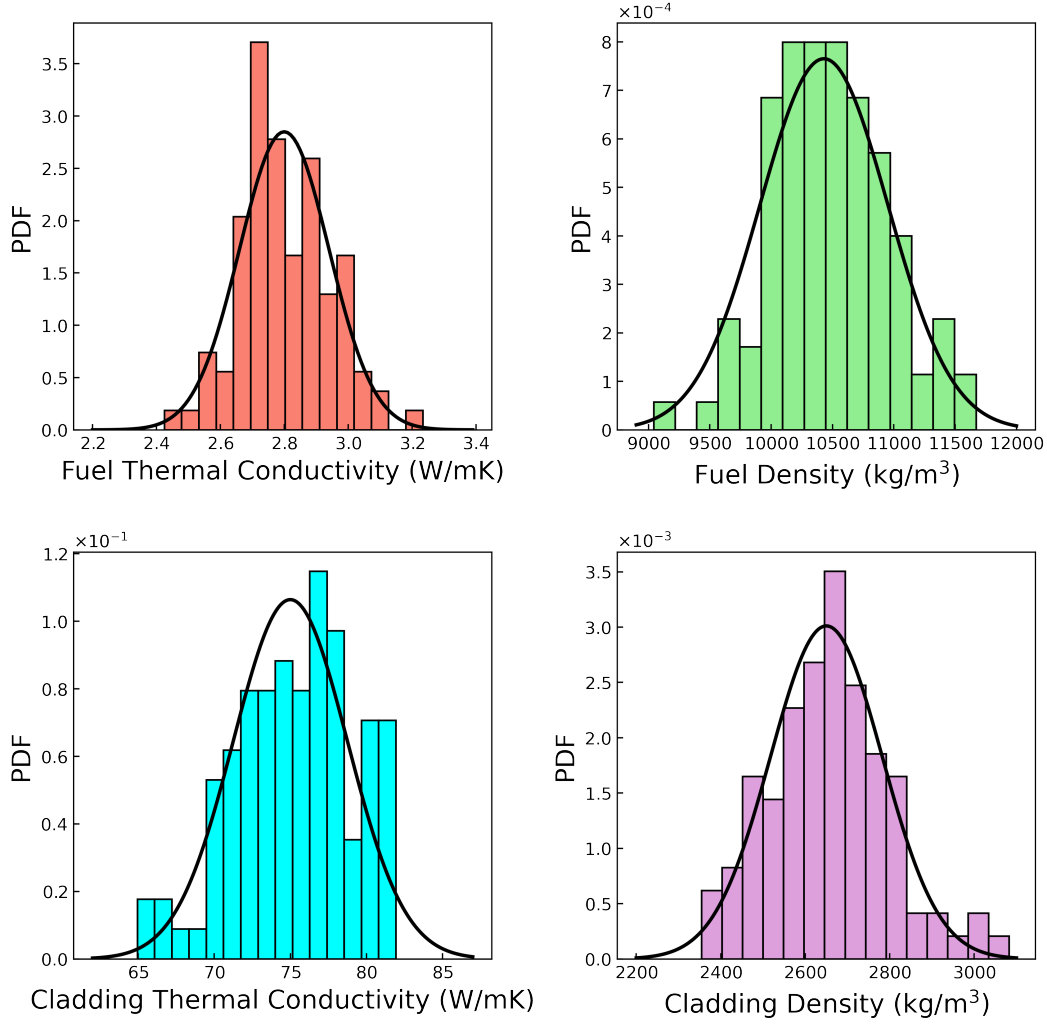 3.5
3.0
2.5
2.0
1.5
1.0
0.5
0.0
PDF
2.2 2.4 2.6 2.8 3.0 3.2 3.4
Fuel Thermal Conductivity (W/mK)
×10⁻⁴
8
7
6
5
4
3
2
1
0
PDF
9000 9500 10000 10500 11000 11500 12000
Fuel Density (kg/m³)
×10⁻¹
1.2
1.0
0.8
0.6
0.4
0.2
0.0
PDF
65 70 75 80 85
Cladding Thermal Conductivity (W/mK)
×10⁻³
3.5
3.0
2.5
2.0
1.5
1.0
0.5
0.0
PDF
2200 2400 2600 2800 3000
Cladding Density (kg/m³)